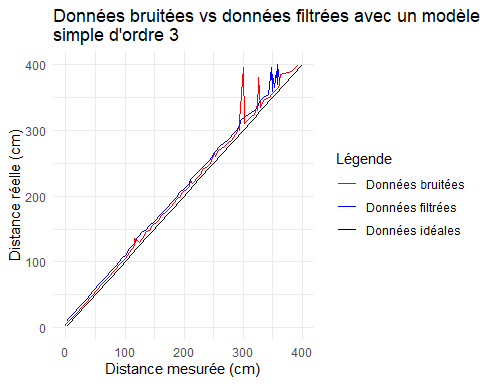 Données bruitées vs données filtrées avec un modèle
simple d'ordre 3
400
300
200
100
0
Distance réelle (cm)
0 100 200 300 400
Distance mesurée (cm)
Légende
Données bruitées
Données filtrées
Données idéales